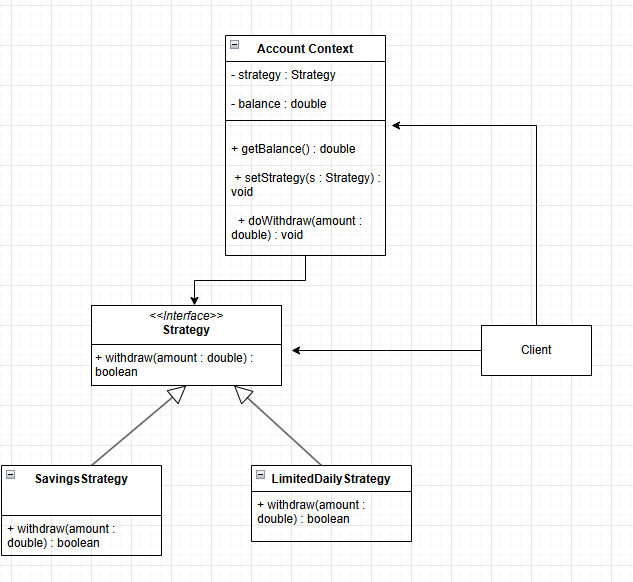 Account Context
- strategy : Strategy
- balance : double
+ getBalance() : double
+ setStrategy(s : Strategy) :
void
+ doWithdraw(amount :
double) : void
<<Interface>>
Strategy
+ withdraw(amount : double) :
boolean
Client
SavingsStrategy
+ withdraw(amount :
double) : boolean
LimitedDailyStrategy
+ withdraw(amount :
double) : boolean